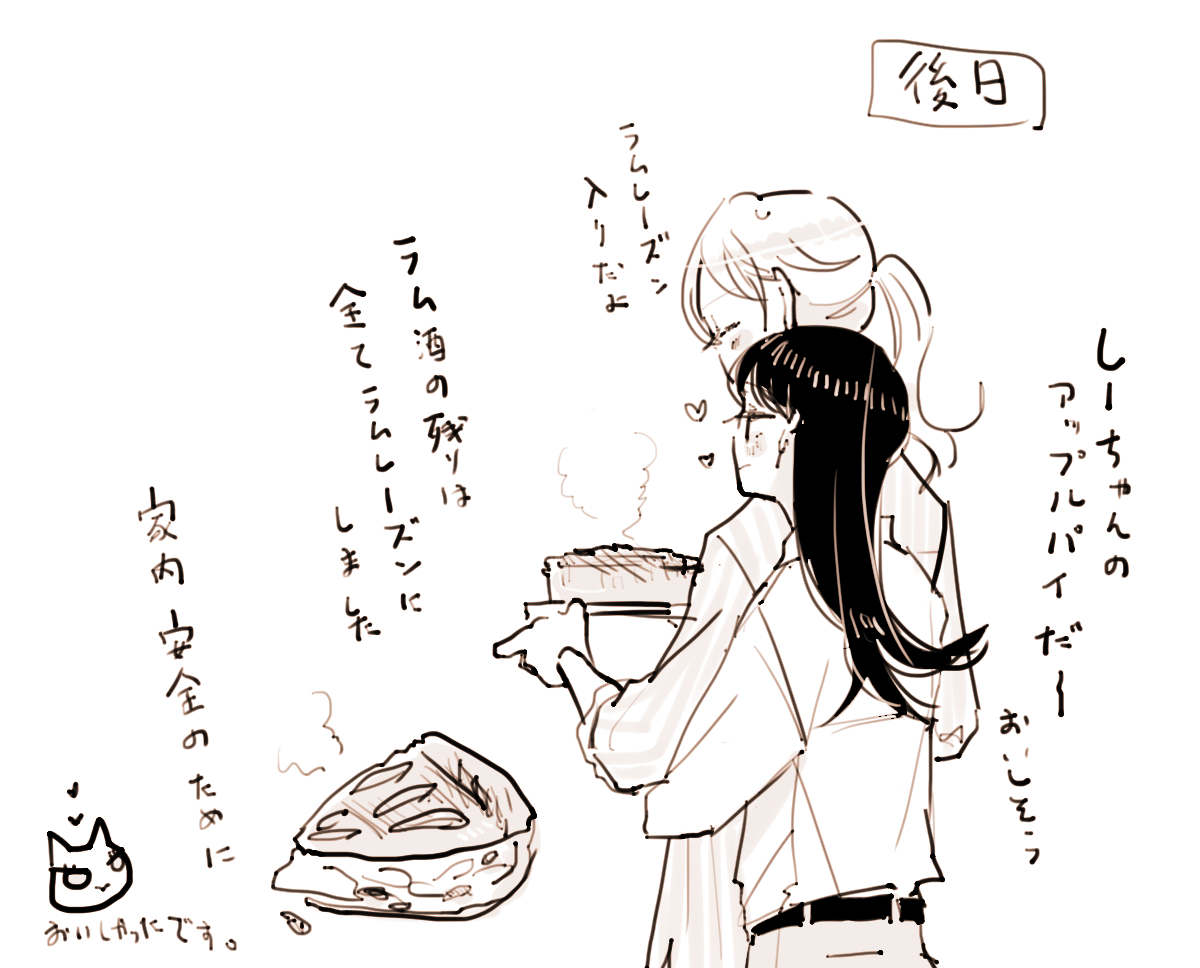 後日
しーちゃんの
アップルパイだ〜
おいしそう
ラムレーズン
入りだよ
ラム酒の残りは
全てラムレーズンに
しました
家内安全のために
おいしかったです。